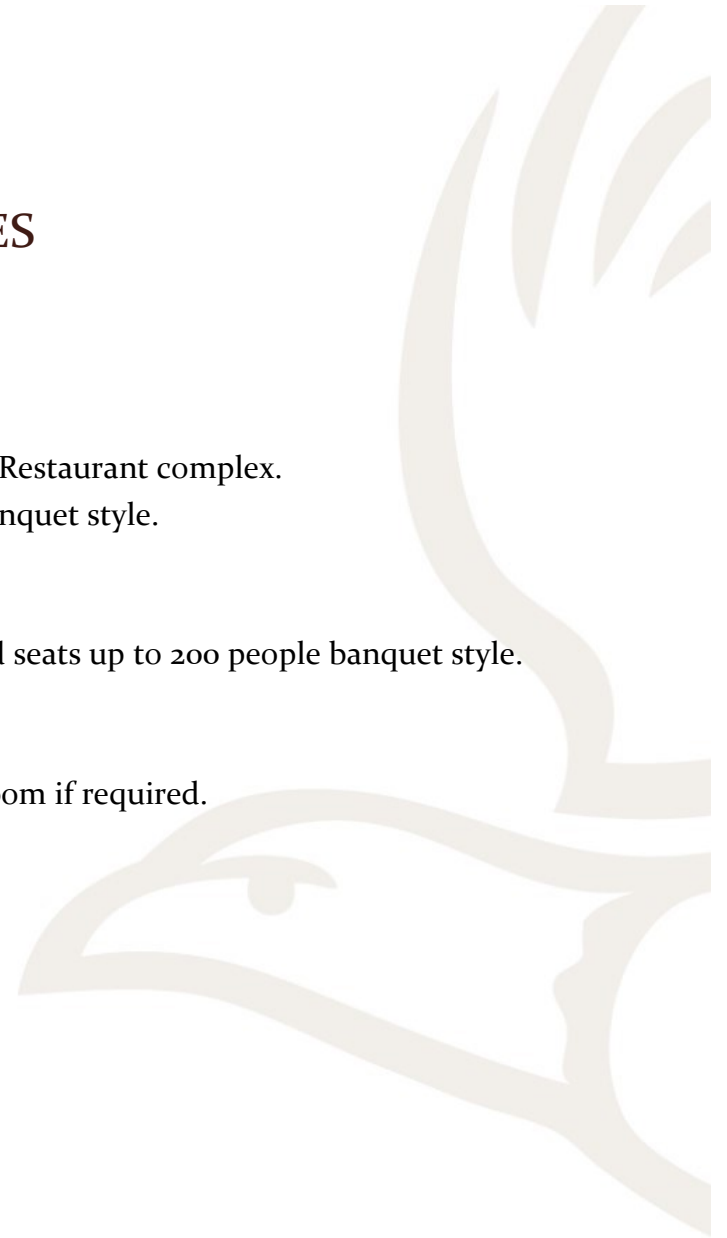 ES
Restaurant complex.
nquet style.
d seats up to 200 people banquet style.
om if required.